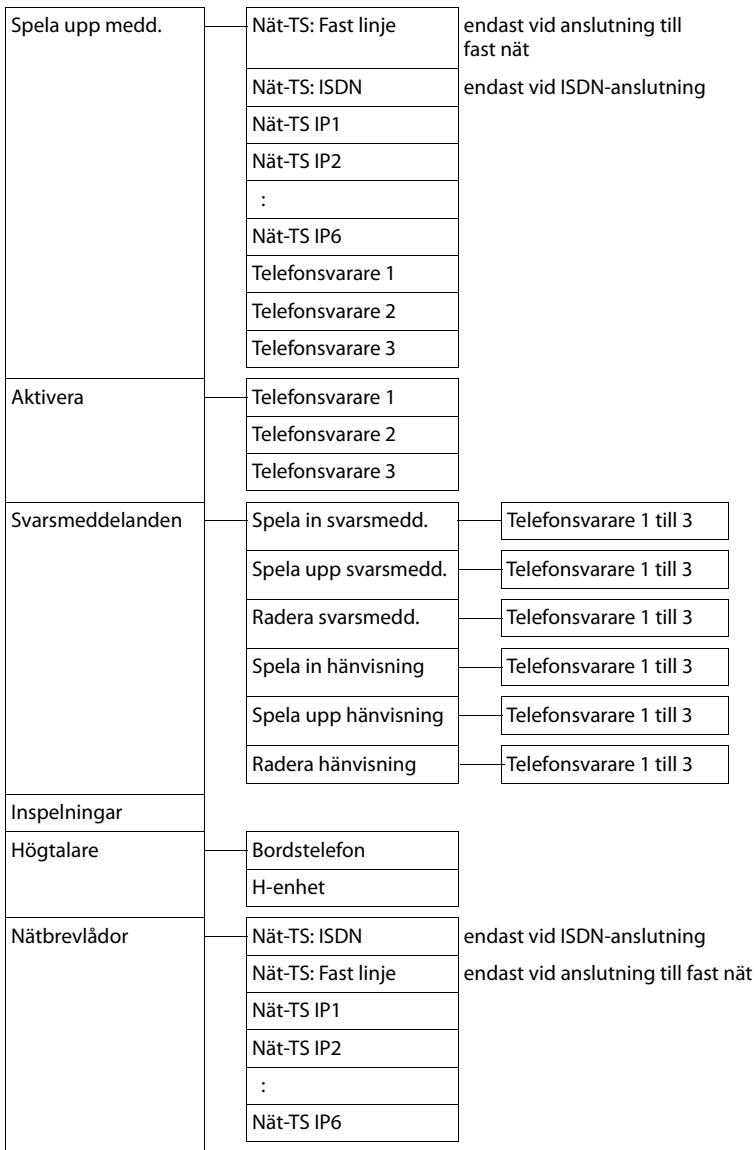 Spela upp medd. Nät-TS: Fast linje endast vid anslutning till
fast nät
Nät-TS: ISDN endast vid ISDN-anslutning
Nät-TS IP1
Nät-TS IP2
:
Nät-TS IP6
Telefonsvarare 1
Telefonsvarare 2
Telefonsvarare 3
Aktivera Telefonsvarare 1
Telefonsvarare 2
Telefonsvarare 3
Svarsmeddelanden Spela in svarsmedd. Telefonsvarare 1 till 3
Spela upp svarsmedd. Telefonsvarare 1 till 3
Radera svarsmedd. Telefonsvarare 1 till 3
Spela in hänvisning Telefonsvarare 1 till 3
Spela upp hänvisning Telefonsvarare 1 till 3
Radera hänvisning Telefonsvarare 1 till 3
Inspelningar
Högtalare Bordstelefon
H-enhet
Nätbrevlådor Nät-TS: ISDN endast vid ISDN-anslutning
Nät-TS: Fast linje endast vid anslutning till fast nät
Nät-TS IP1
Nät-TS IP2
:
Nät-TS IP6